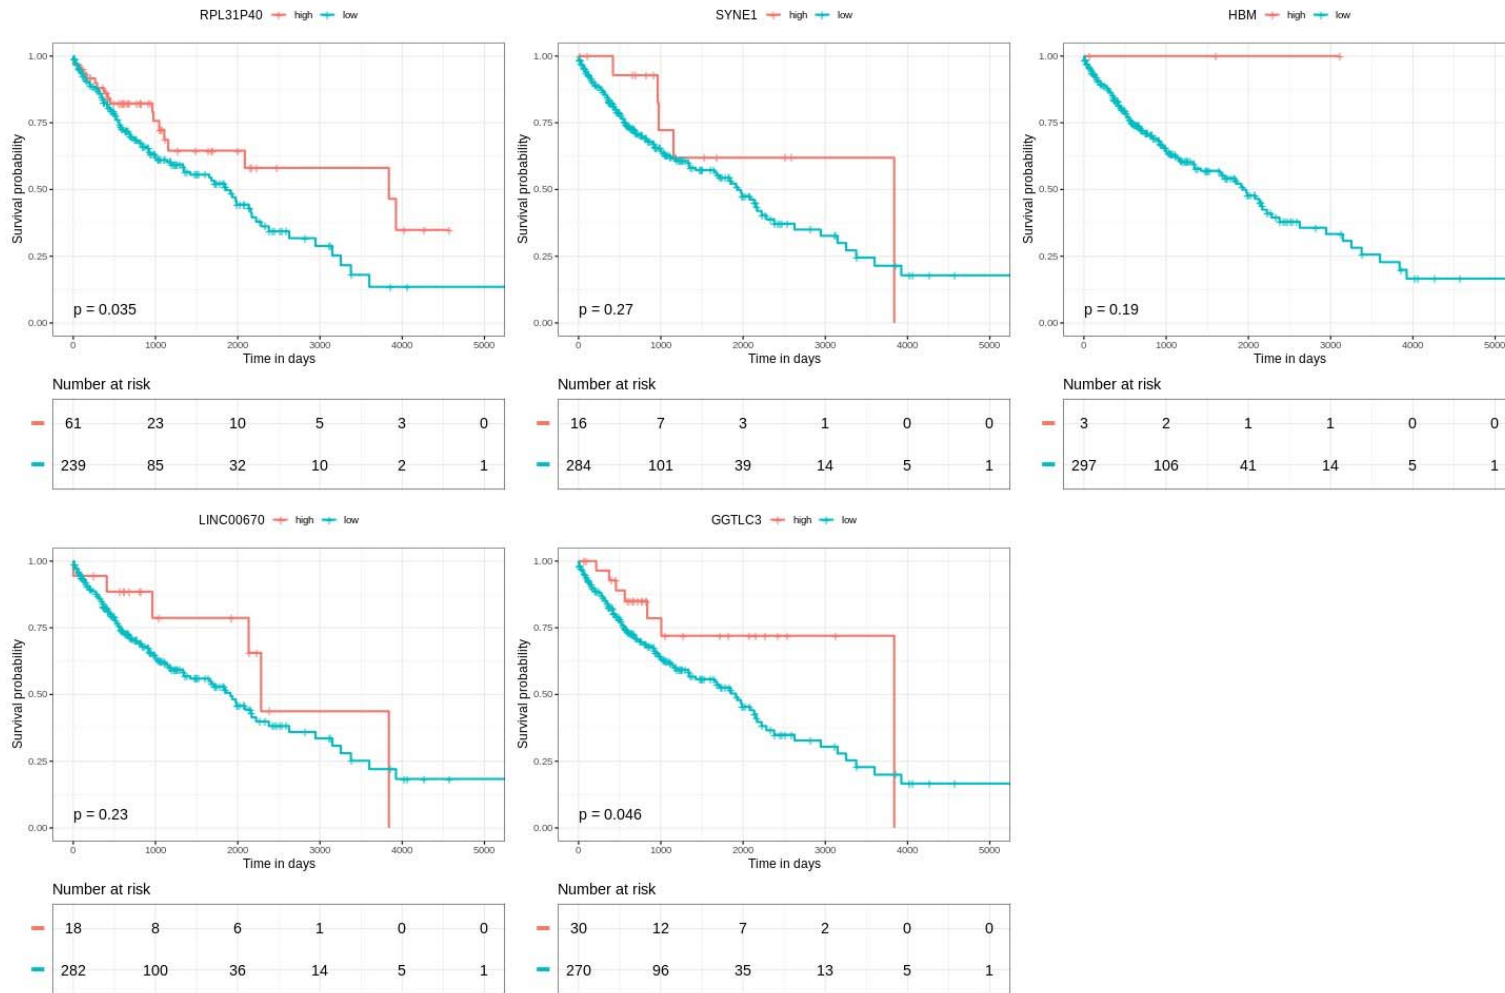 RPL31P40 high low
1.00
0.75
0.50
0.25
0.00
Survival probability
p = 0.035
0 1000 2000 3000 4000 5000
Time in days
Number at risk
61 23 10 5 3 0
239 85 32 10 2 1
SYNE1 high low
1.00
0.75
0.50
0.25
0.00
Survival probability
p = 0.27
0 1000 2000 3000 4000 5000
Time in days
Number at risk
16 7 3 1 0 0
284 101 39 14 5 1
HBM high low
1.00
0.75
0.50
0.25
0.00
Survival probability
p = 0.19
0 1000 2000 3000 4000 5000
Time in days
Number at risk
3 2 1 1 0 0
297 106 41 14 5 1
LINC00670 high low
1.00
0.75
0.50
0.25
0.00
Survival probability
p = 0.23
0 1000 2000 3000 4000 5000
Time in days
Number at risk
18 8 6 1 0 0
282 100 36 14 5 1
GGTLC3 high low
1.00
0.75
0.50
0.25
0.00
Survival probability
p = 0.046
0 1000 2000 3000 4000 5000
Time in days
Number at risk
30 12 7 2 0 0
270 96 35 13 5 1